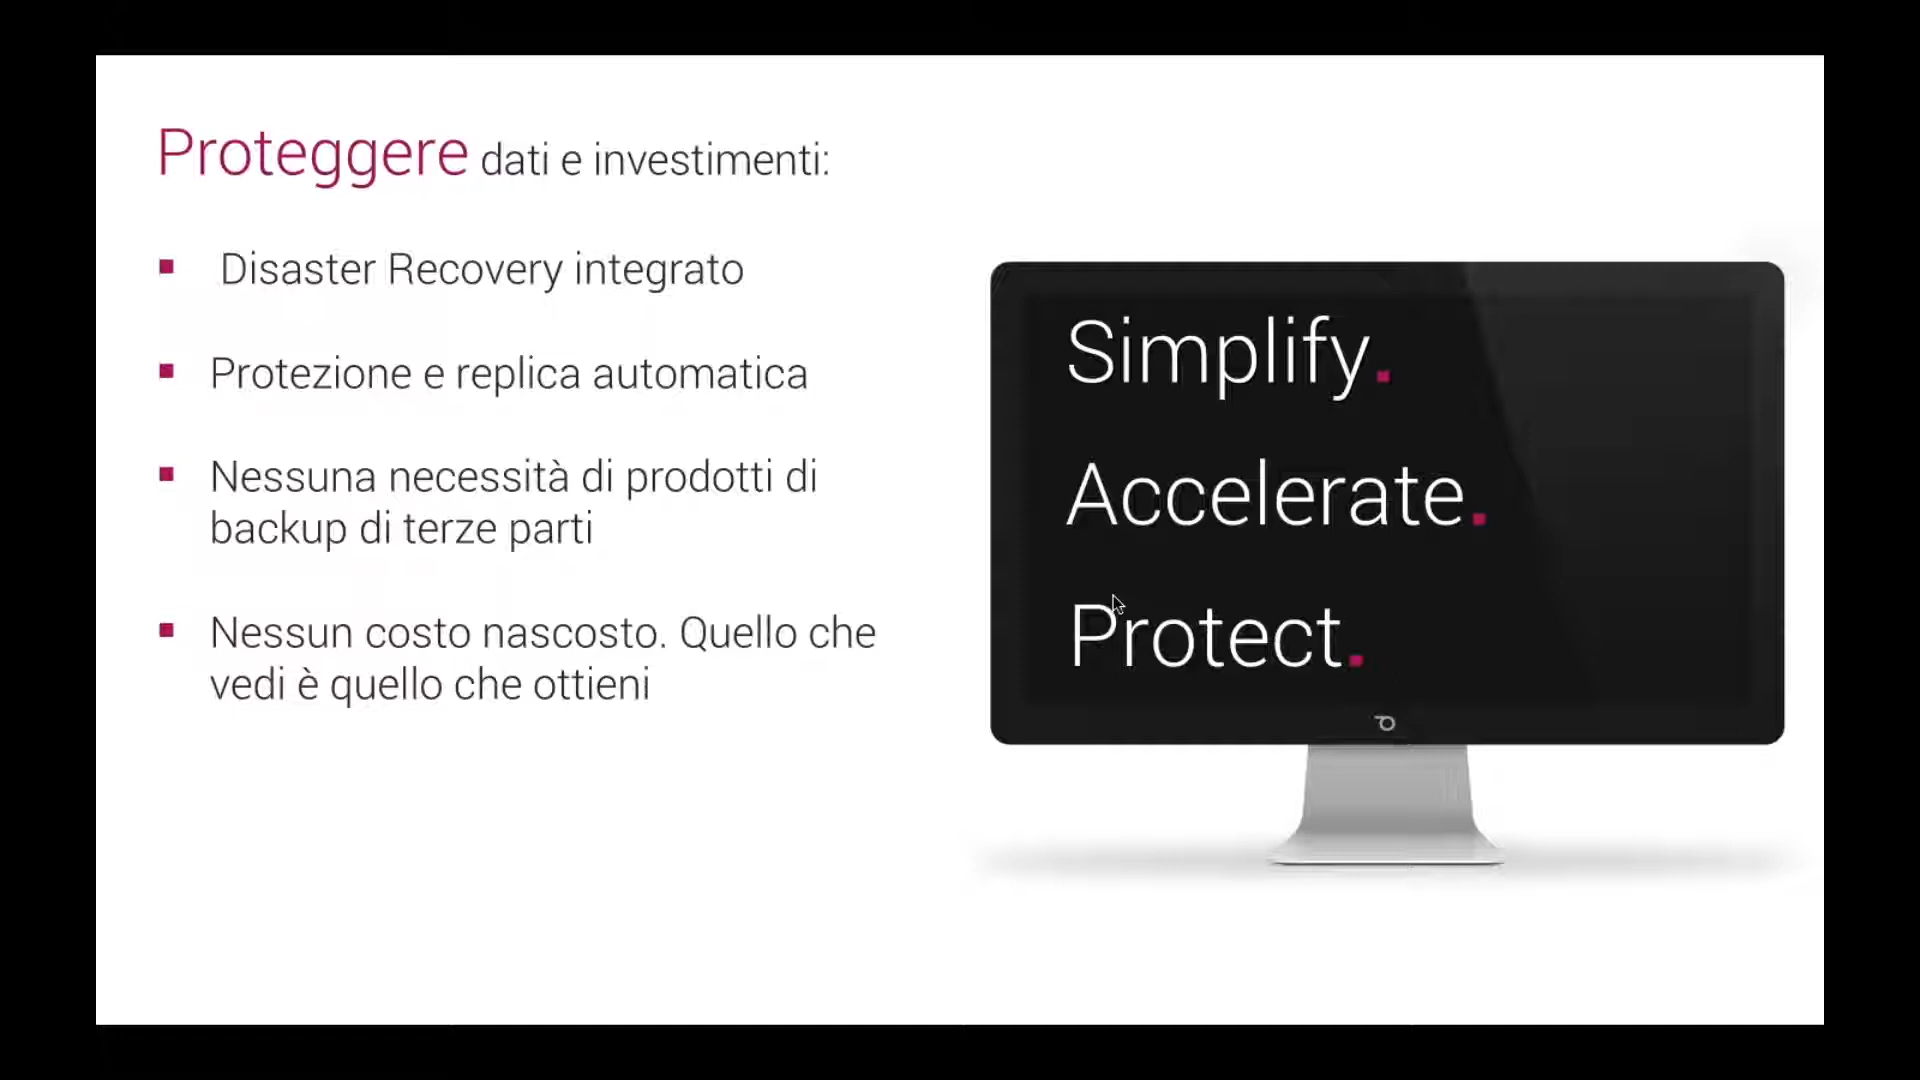 Proteggere dati e investimenti:
Disaster Recovery integrato
Protezione e replica automatica
Nessuna necessità di prodotti di
backup di terze parti
Nessun costo nascosto. Quello che
vedi è quello che ottieni
Simplify.
Accelerate.
Protect.